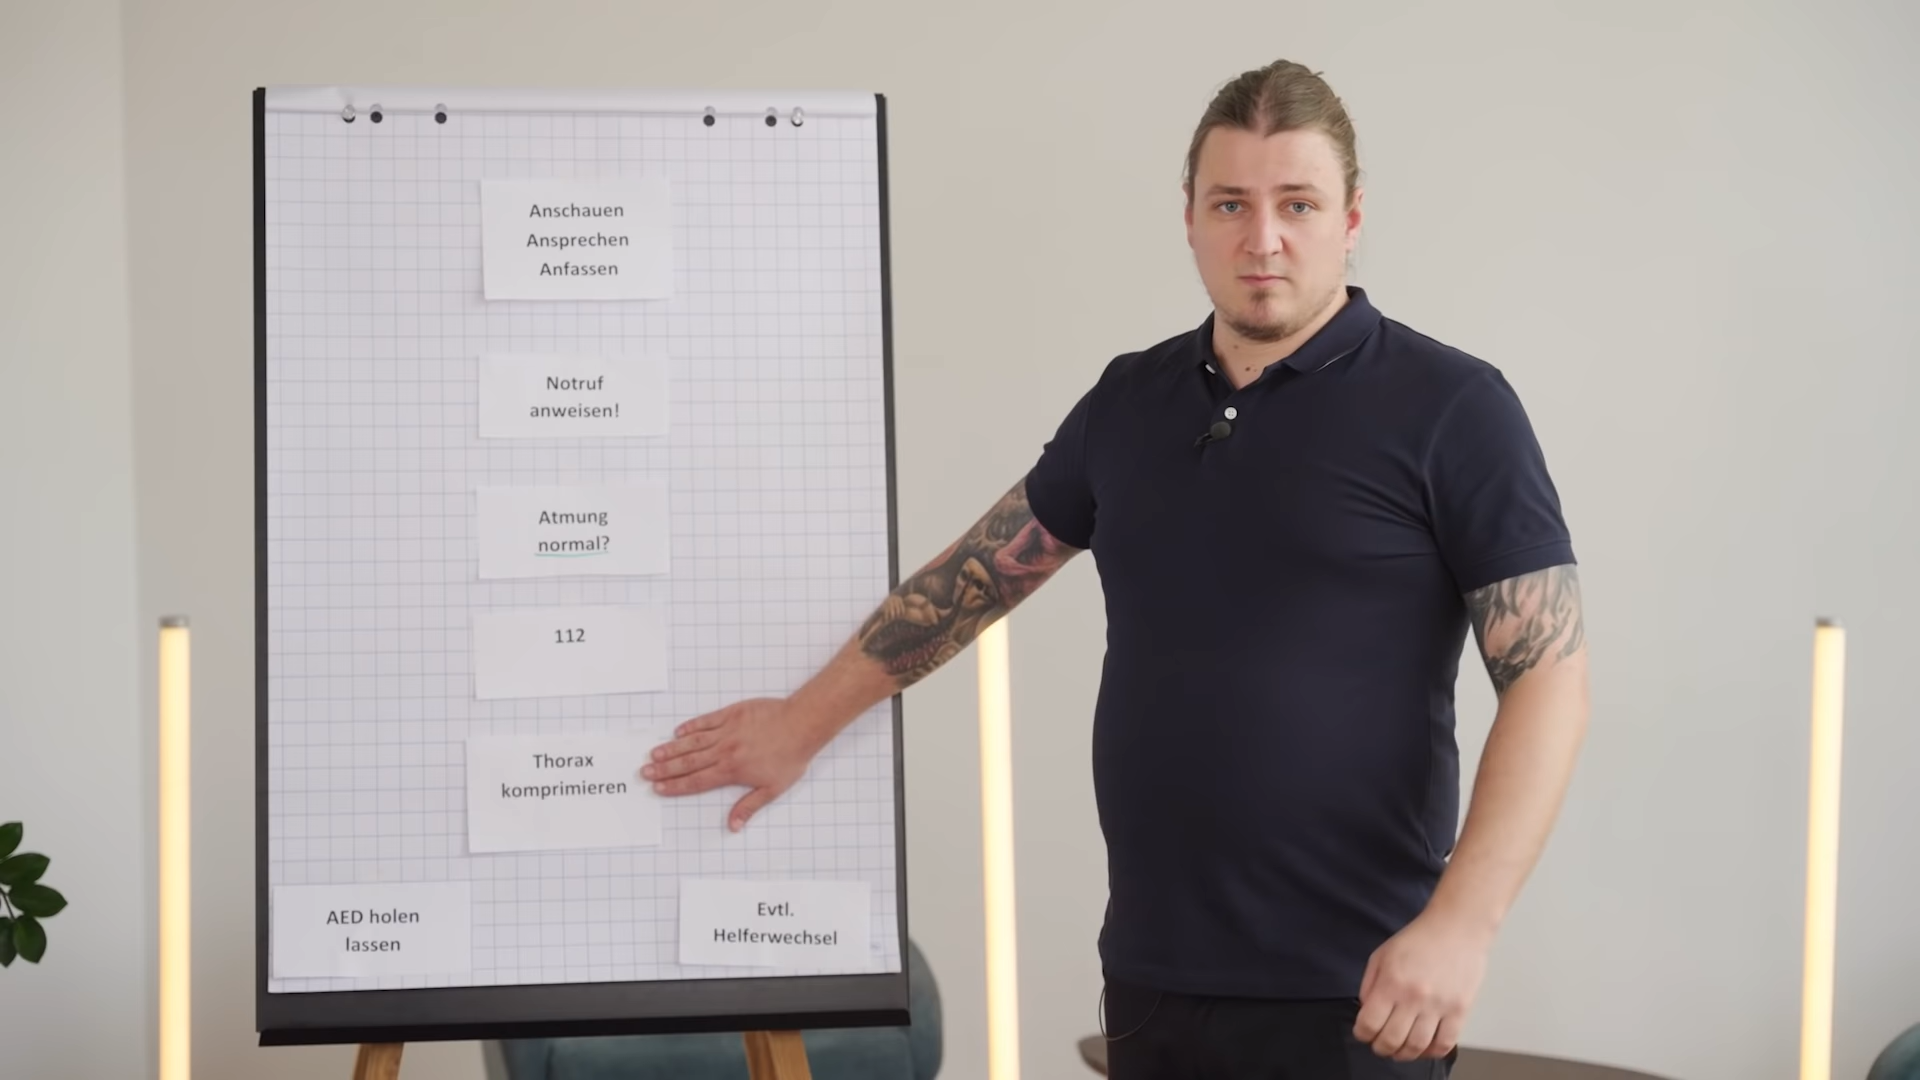 Anschauen
Ansprechen
Anfassen
Notruf
anweisen!
Atmung
normal?
112
Thorax
komprimieren
AED holen
lassen
Evtl.
Helferwechsel